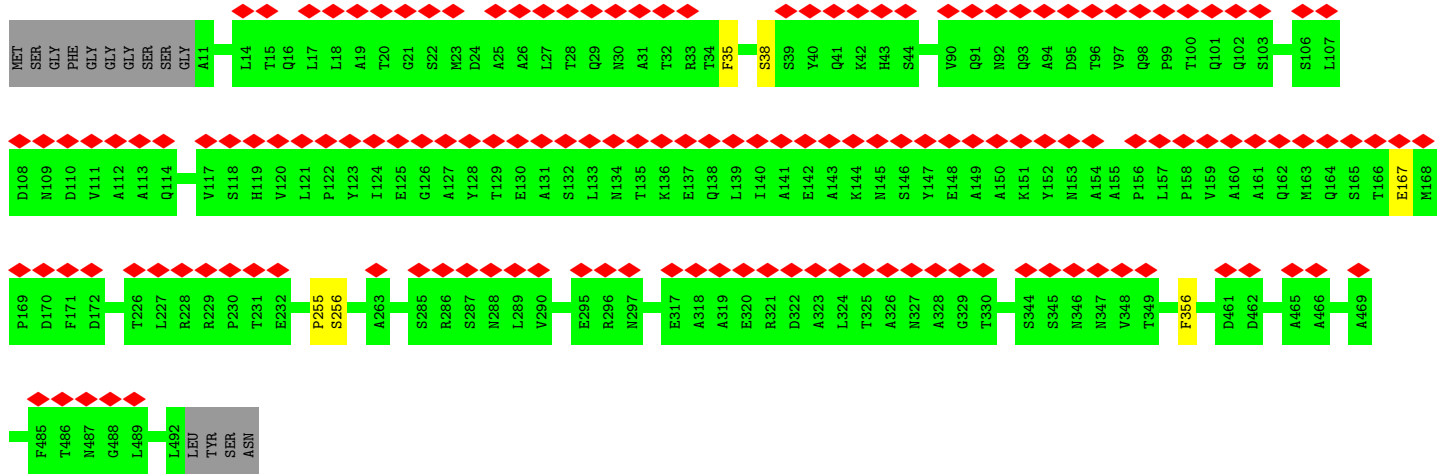 MET SER GLY PHE GLY GLY GLY SER SER GLY A11 L14 T15 Q16 L17 L18 A19 T20 G21 S22 M23 D24 A25 A26 L27 T28 Q29 N30 A31 T32 R33 T34 F35 S38 S39 Y40 Q41 K42 H43 S44 V90 Q91 N92 Q93 A94 D95 T96 V97 Q98 P99 T100 Q101 Q102 S103 S106 L107
D108 N109 D110 V111 A112 A113 Q114 V117 S118 H119 V120 L121 P122 Y123 I124 E125 G126 A127 Y128 T129 E130 A131 S132 L133 N134 T135 K136 E137 Q138 L139 I140 A141 E142 A143 K144 N145 S146 Y147 E148 A149 A150 K151 Y152 N153 A154 A155 P156 L157 P158 V159 A160 A161 Q162 M163 Q164 S165 T166 E167 M168
P169 D170 F171 D172 T226 L227 R228 R229 P230 T231 E232 P255 S256 A263 S285 R286 S287 N288 L289 V290 E295 R296 N297 E317 A318 A319 E320 R321 D322 A323 L324 T325 A326 N327 A328 G329 T330 S344 S345 N346 N347 V348 T349 F356 D461 D462 A465 A466 A469
F485 T486 N487 G488 L489 L492 LEU TYR SER ASN